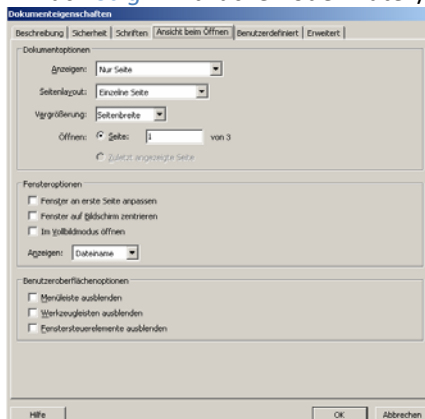 Dokumenteigenschaften
Beschreibung Sicherheit Schriften Ansicht beim Öffnen Benutzerdefiniert Erweitert
Dokumentoptionen
Anzeigen: Nur Seite
Seitenlayout: Einzelne Seite
Vergrößerung: Seitenbreite
Öffnen: Seite: 1 von 3
Zuletzt angezeigte Seite
Fensteroptionen
Fenster an erste Seite anpassen
Fenster auf Bildschirm zentrieren
Im Vollbildmodus öffnen
Anzeigen: Dateiname
Benutzeroberflächenoptionen
Menüleiste ausblenden
Werkzeugleisten ausblenden
Fenstersteuerelemente ausblenden
Hilfe OK Abbrechen